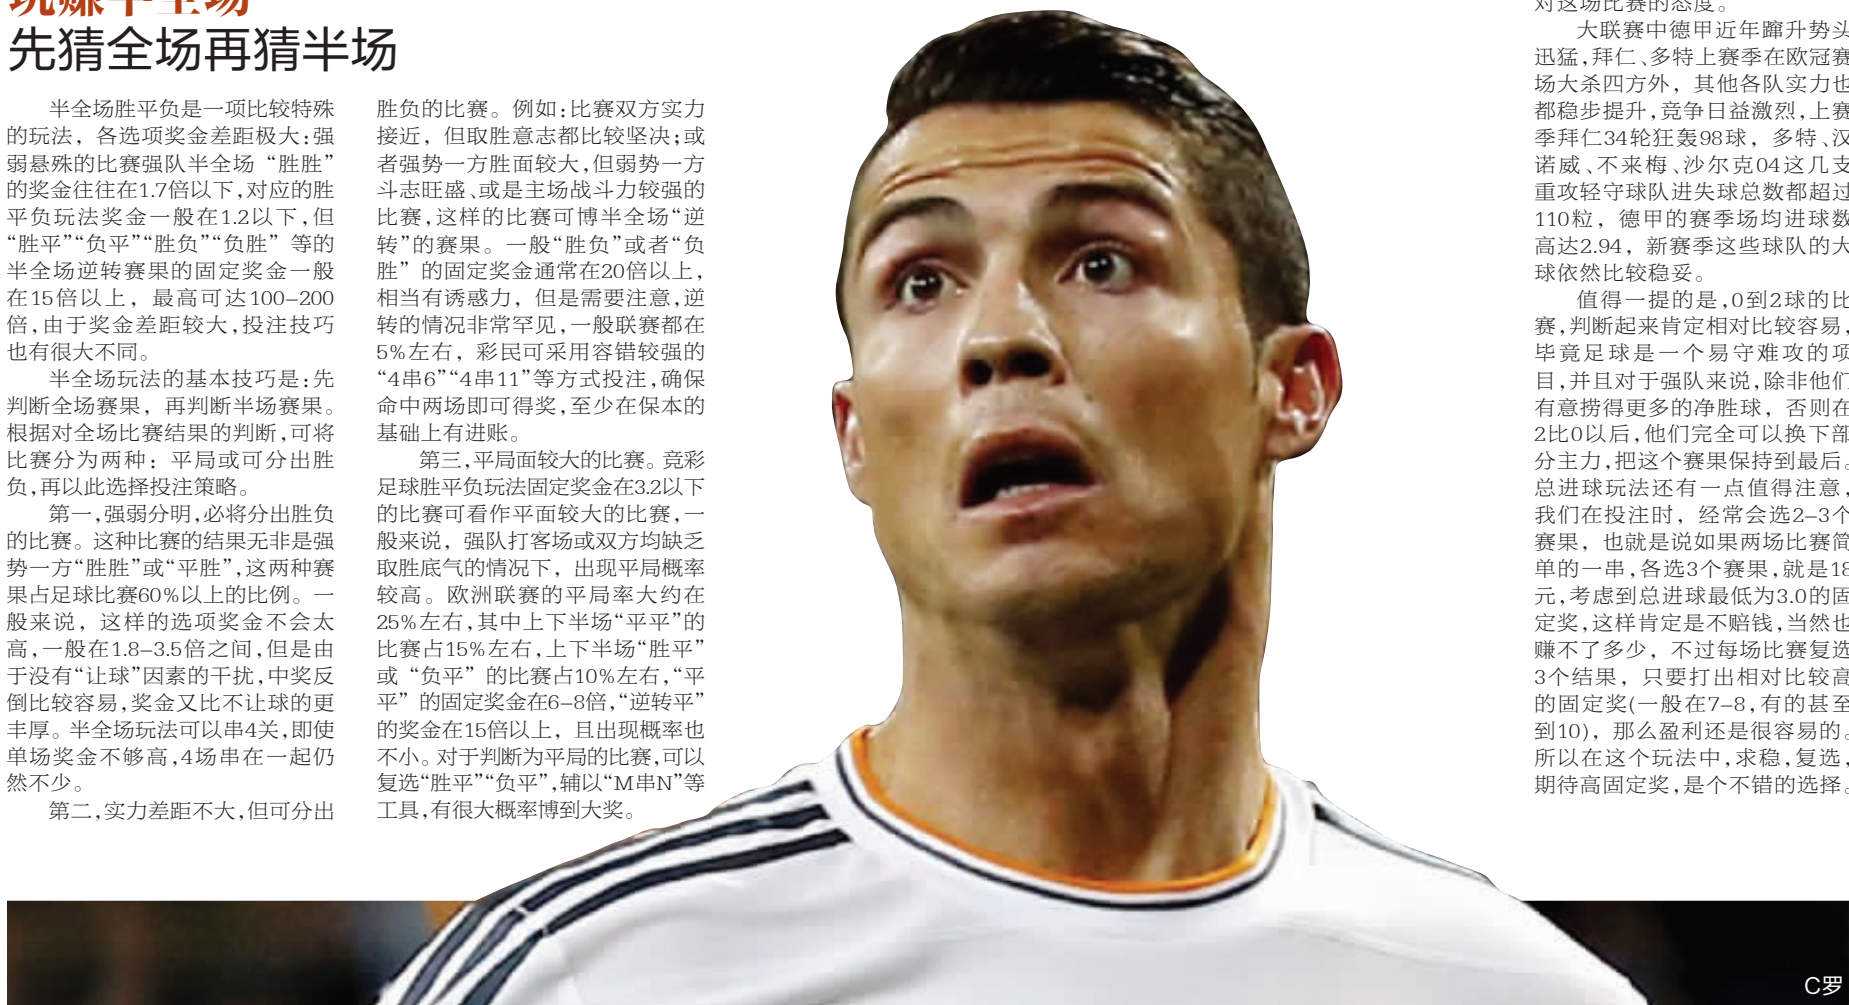 玩赚半全场
先猜全场再猜半场
半全场胜平负是一项比较特殊
的玩法，各选项奖金差距极大：强
弱悬殊的比赛强队半全场“胜胜”
的奖金往往在1.7倍以下，对应的胜
平负玩法奖金一般在1.2以下，但
“胜平”“负平”“胜负”“负胜”等的
半全场逆转赛果的固定奖金一般
在15倍以上，最高可达100–200
倍，由于奖金差距较大，投注技巧
也有很大不同。
半全场玩法的基本技巧是：先
判断全场赛果，再判断半场赛果。
根据对全场比赛结果的判断，可将
比赛分为两种：平局或可分出胜
负，再以此选择投注策略。
第一，强弱分明，必将分出胜负
的比赛。这种比赛的结果无非是强
势一方“胜胜”或“平胜”，这两种赛
果占足球比赛60%以上的比例。一
般来说，这样的选项奖金不会太
高，一般在1.8–3.5倍之间，但是由
于没有“让球”因素的干扰，中奖反
倒比较容易，奖金又比不让球的更
丰厚。半全场玩法可以串4关，即使
单场奖金不够高，4场串在一起仍
然不少。
第二，实力差距不大，但可分出
胜负的比赛。例如：比赛双方实力
接近，但取胜意志都比较坚决；或
者强势一方胜面较大，但弱势一方
斗志旺盛、或是主场战斗力较强的
比赛，这样的比赛可博半全场“逆
转”的赛果。一般“胜负”或者“负
胜”的固定奖金通常在20倍以上，
相当有诱惑力，但是需要注意，逆
转的情况非常罕见，一般联赛都在
5%左右，彩民可采用容错较强的
“4串6”“4串11”等方式投注，确保
命中两场即可得奖，至少在保本的
基础上有进账。
第三，平局面较大的比赛。竞彩
足球胜平负玩法固定奖金在3.2以下
的比赛可看作平面较大的比赛，一
般来说，强队打客场或双方均缺乏
取胜底气的情况下，出现平局概率
较高。欧洲联赛的平局率大约在
25%左右，其中上下半场“平平”的
比赛占15%左右，上下半场“胜平”
或“负平”的比赛占10%左右，“平
平”的固定奖金在6–8倍，“逆转平”
的奖金在15倍以上，且出现概率也
不小。对于判断为平局的比赛，可以
复选“胜平”“负平”，辅以“M串N”等
工具，有很大概率博到大奖。
对这场比赛的态度。
大联赛中德甲近年蹿升势头
迅猛，拜仁、多特上赛季在欧冠赛
场大杀四方外，其他各队实力也
都稳步提升，竞争日益激烈，上赛
季拜仁34轮狂轰98球，多特、汉
诺威、不来梅、沙尔克04这几支
重攻轻守球队进失球总数都超过
110粒，德甲的赛季场均进球数
高达2.94，新赛季这些球队的大
球依然比较稳妥。
值得一提的是，0到2球的比
赛，判断起来肯定相对比较容易，
毕竟足球是一个易守难攻的项
目，并且对于强队来说，除非他们
有意捞得更多的净胜球，否则在
2比0以后，他们完全可以换下部
分主力，把这个赛果保持到最后。
总进球玩法还有一点值得注意，
我们在投注时，经常会选2–3个
赛果，也就是说如果两场比赛简
单的一串，各选3个赛果，就是18
元，考虑到总进球最低为3.0的固
定奖，这样肯定是不赔钱，当然也
赚不了多少，不过每场比赛复选
3个结果，只要打出相对比较高
的固定奖(一般在7–8，有的甚至
到10)，那么盈利还是很容易的。
所以在这个玩法中，求稳，复选，
期待高固定奖，是个不错的选择。
C罗